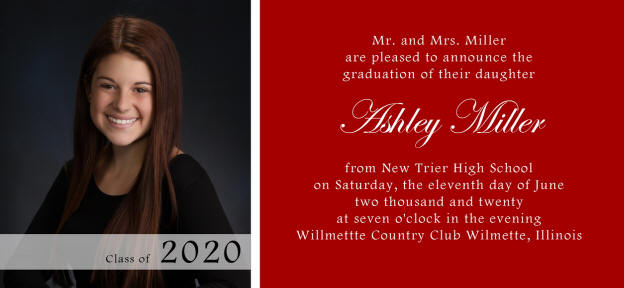 Mr. and Mrs. Miller
are pleased to announce the
graduation of their daughter
Ashley Miller
from New Trier High School
on Saturday, the eleventh day of June
two thousand and twenty
at seven o'clock in the evening
Willmettte Country Club Wilmette, Illinois
Class of 2020